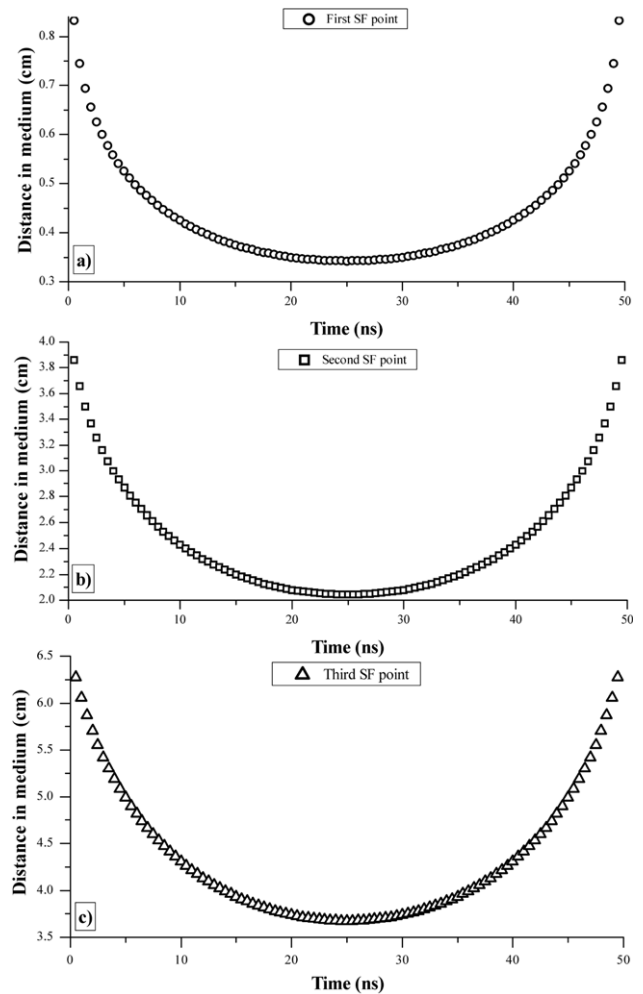 First SF point
0.8
0.7
0.6
0.5
0.4
0.3
Distance in medium (cm)
a)
0 10 20 30 40 50
Time (ns)
Second SF point
4.0
3.8
3.6
3.4
3.2
3.0
2.8
2.6
2.4
2.2
2.0
Distance in medium (cm)
b)
0 10 20 30 40 50
Time (ns)
Third SF point
6.5
6.0
5.5
5.0
4.5
4.0
3.5
Distance in medium (cm)
c)
0 10 20 30 40 50
Time (ns)